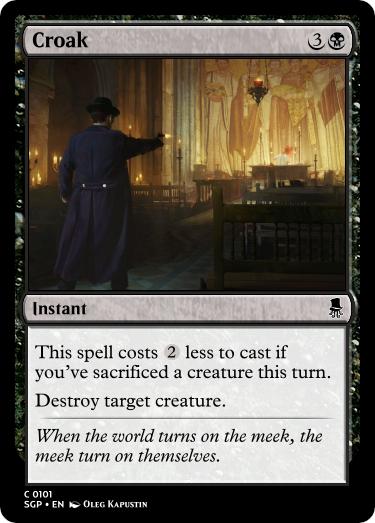 Croak 3
Instant
This spell costs 2 less to cast if
you've sacrificed a creature this turn.
Destroy target creature.
When the world turns on the meek, the
meek turn on themselves.
C 0101
SGP • EN Oleg Kapustin